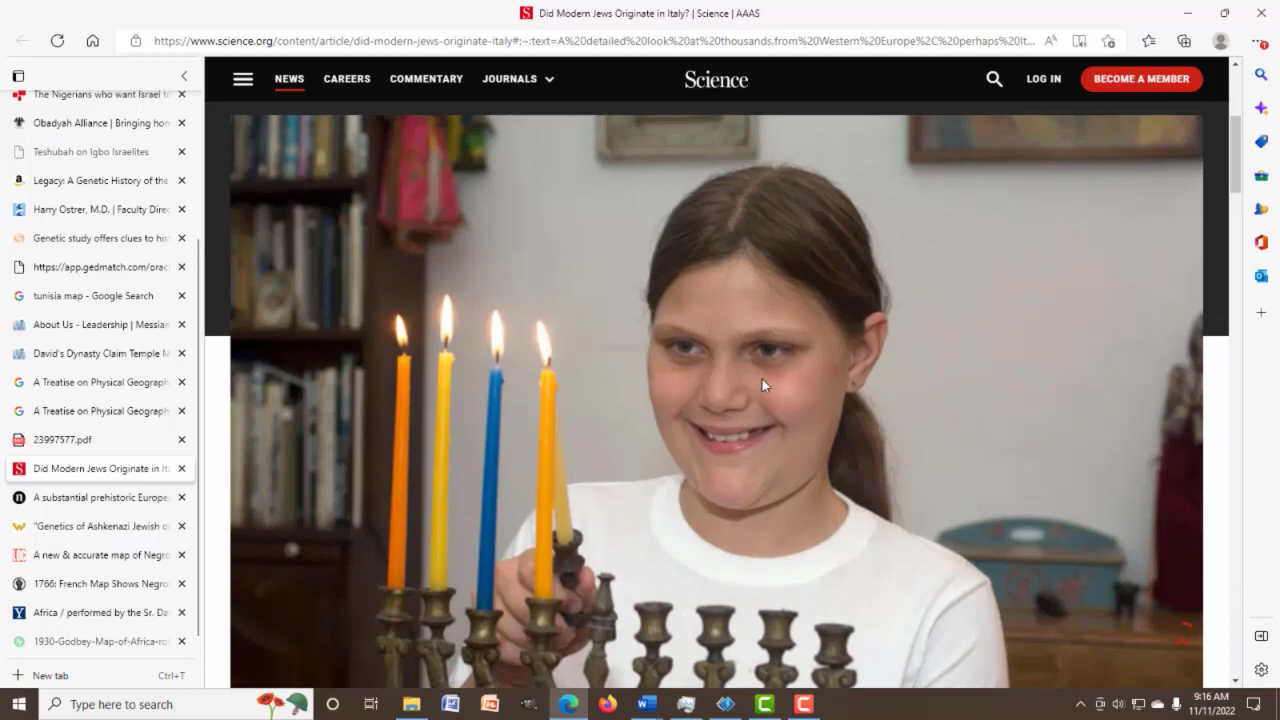 Did Modern Jews Originate in Italy? | Science | AAAS
https://www.science.org/content/article/did-modern-jews-originate-italy#:~:text=A%20detailed%20look%20at%20thousands,from%20Western%20Europe%2C%20perhaps%20It...
NEWS CAREERS COMMENTARY JOURNALS Science LOG IN BECOME A MEMBER
The Nigerians who want Israel to
Obadyah Alliance | Bringing hom
Teshubah on Igbo Israelites
Legacy: A Genetic History of the
Harry Ostrer, M.D. | Faculty Direc
Genetic study offers clues to his
https://app.gedmatch.com/orac
tunisia map - Google Search
About Us - Leadership | Messian
David's Dynasty Claim Temple M
A Treatise on Physical Geograph
A Treatise on Physical Geograph
23997577.pdf
Did Modern Jews Originate in It
A substantial prehistoric Europe
"Genetics of Ashkenazi Jewish o
A new & accurate map of Negro
1766: French Map Shows Negro
Africa / performed by the Sr. Da
1930-Godbey-Map-of-Africa-ro
New tab Ctrl+T
Type here to search
9:16 AM
11/11/2022